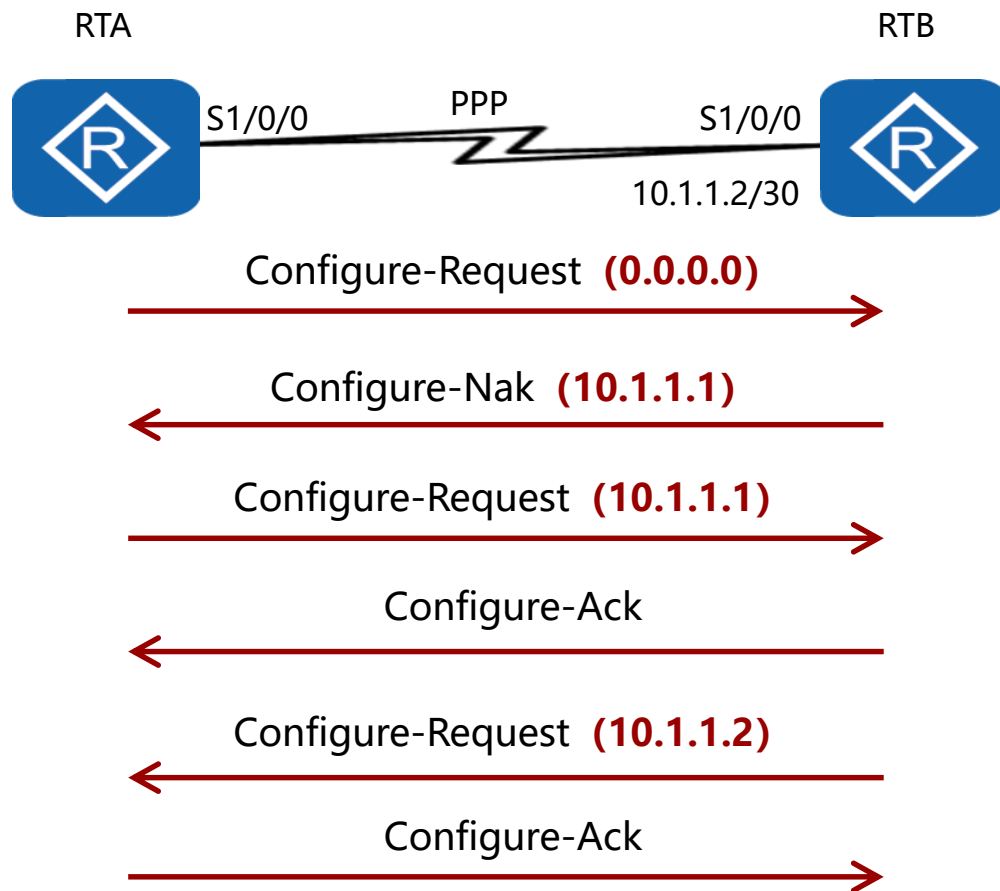 RTA
RTB
R
S1/0/0
PPP
S1/0/0
R
10.1.1.2/30
Configure-Request (0.0.0.0)
Configure-Nak (10.1.1.1)
Configure-Request (10.1.1.1)
Configure-Ack
Configure-Request (10.1.1.2)
Configure-Ack